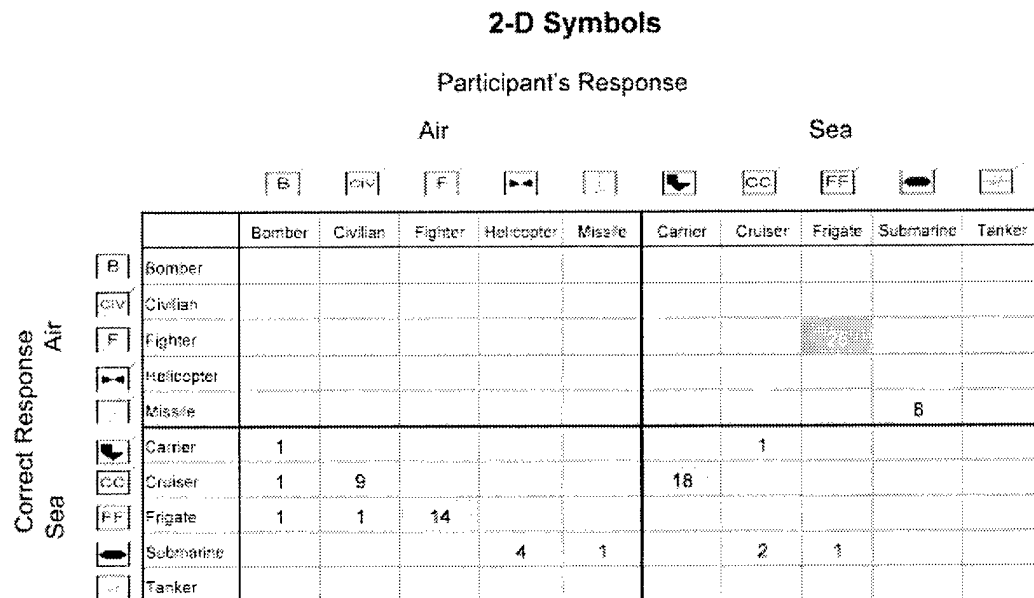 2-D Symbols
Participant's Response
Air Sea
B CIV F CC FF
Bomber Civilian Fighter Helicopter Missile Carrier Cruiser Frigate Submarine Tanker
Correct Response
Air
Sea
B Bomber
CIV Civilian
F Fighter 25
Helicopter
Missile 8
Carrier 1 1
CC Cruiser 1 9 18
FF Frigate 1 1 14
Submarine 4 1 2 1
Tanker